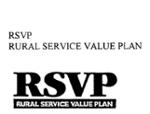 RSVP
RURAL SERVICE VALUE PLAN
RSVP
RURAL SERVICE VALUE PLAN